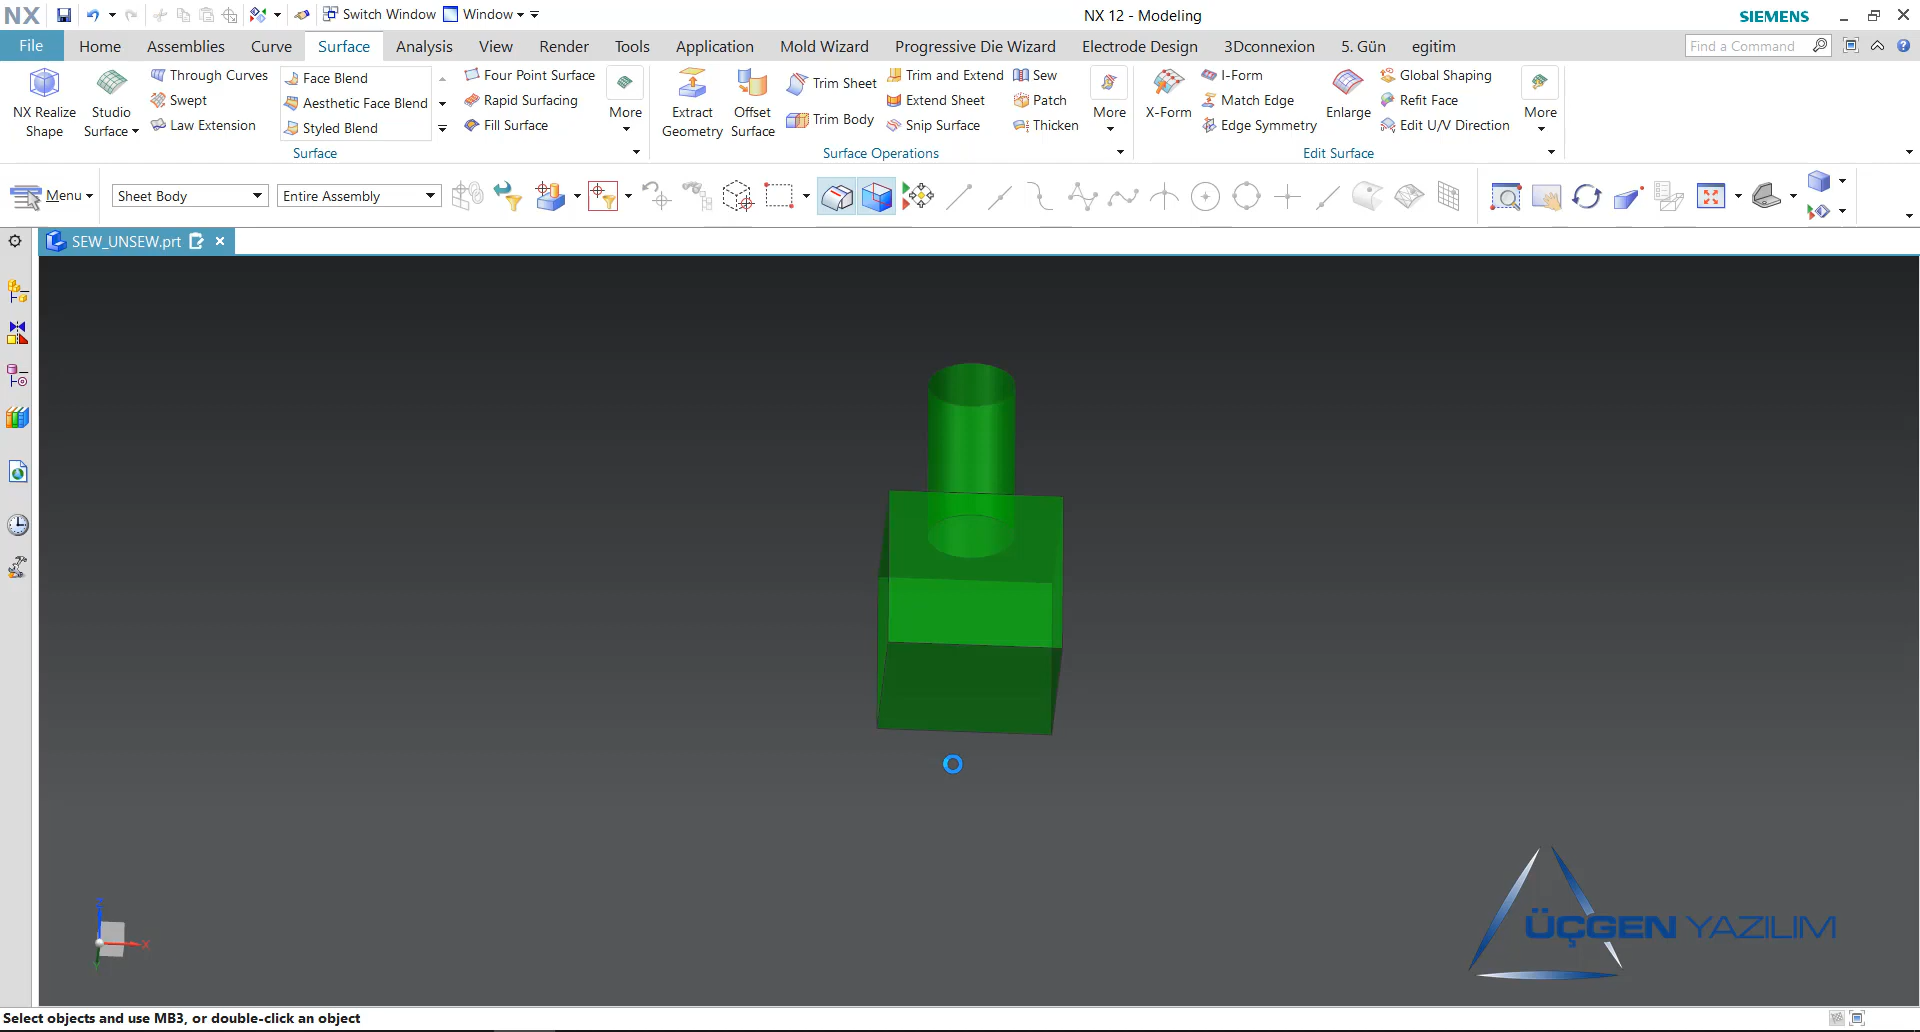 NX Switch Window Window NX 12 - Modeling SIEMENS
File Home Assemblies Curve Surface Analysis View Render Tools Application Mold Wizard Progressive Die Wizard Electrode Design 3Dconnexion 5. Gün egitim Find a Command
NX Realize Shape
Studio Surface
Through Curves
Swept
Law Extension
Face Blend
Aesthetic Face Blend
Styled Blend
Four Point Surface
Rapid Surfacing
Fill Surface
More
Surface
Extract Geometry
Offset Surface
Trim Sheet
Trim Body
Trim and Extend
Extend Sheet
Snip Surface
Sew
Patch
Thicken
More
Surface Operations
X-Form
I-Form
Match Edge
Edge Symmetry
Enlarge
Global Shaping
Refit Face
Edit U/V Direction
More
Edit Surface
Menu Sheet Body Entire Assembly
SEW_UNSEW.prt
Z
X
Y
ÜÇGEN YAZILIM
Select objects and use MB3, or double-click an object